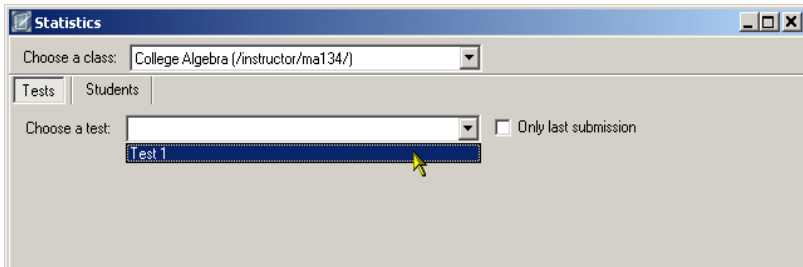 Statistics
Choose a class: College Algebra (/instructor/ma134/)
Tests Students
Choose a test: Only last submission
Test 1